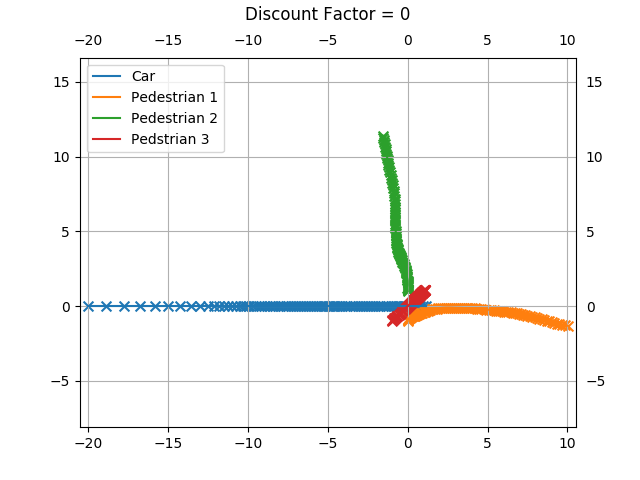 Discount Factor = 0
−20 −15 −10 −5 0 5 10
Car
Pedestrian 1
Pedestrian 2
Pedstrian 3
15 15
10 10
5 5
0 0
−5 −5
−20 −15 −10 −5 0 5 10